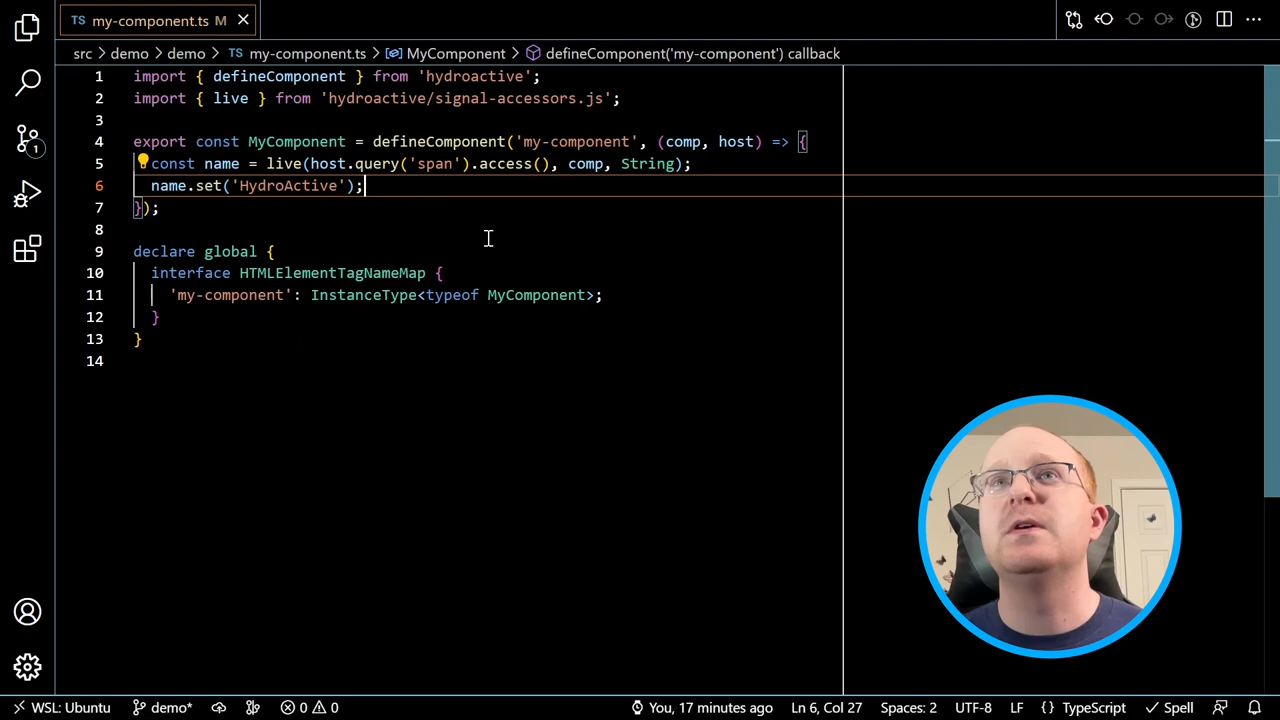 TS my-component.ts M
src > demo > demo > TS my-component.ts > MyComponent > defineComponent('my-component') callback
1 import { defineComponent } from 'hydroactive';
2 import { live } from 'hydroactive/signal-accessors.js';
3
4 export const MyComponent = defineComponent('my-component', (comp, host) => {
5 const name = live(host.query('span').access(), comp, String);
6 name.set('HydroActive');
7 });
8
9 declare global {
10 interface HTMLElementTagNameMap {
11 'my-component': InstanceType<typeof MyComponent>;
12 }
13 }
14
1
WSL: Ubuntu demo* 0 0 You, 17 minutes ago Ln 6, Col 27 Spaces: 2 UTF-8 LF { } TypeScript Spell